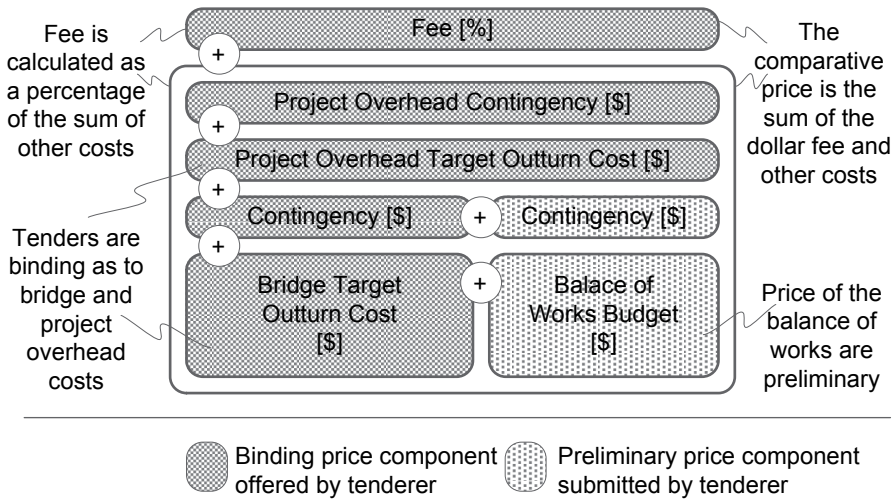 Fee is
calculated as
a percentage
of the sum of
other costs
Fee [%]
The
comparative
price is the
sum of the
dollar fee and
other costs
+
Project Overhead Contingency [$]
+
Project Overhead Target Outturn Cost [$]
+
Contingency [$]
+
Contingency [$]
+
Tenders are
binding as to
bridge and
project
overhead
costs
Bridge Target
Outturn Cost
[$]
+
Balace of
Works Budget
[$]
Price of the
balance of
works are
preliminary
Binding price component
offered by tenderer
Preliminary price component
submitted by tenderer